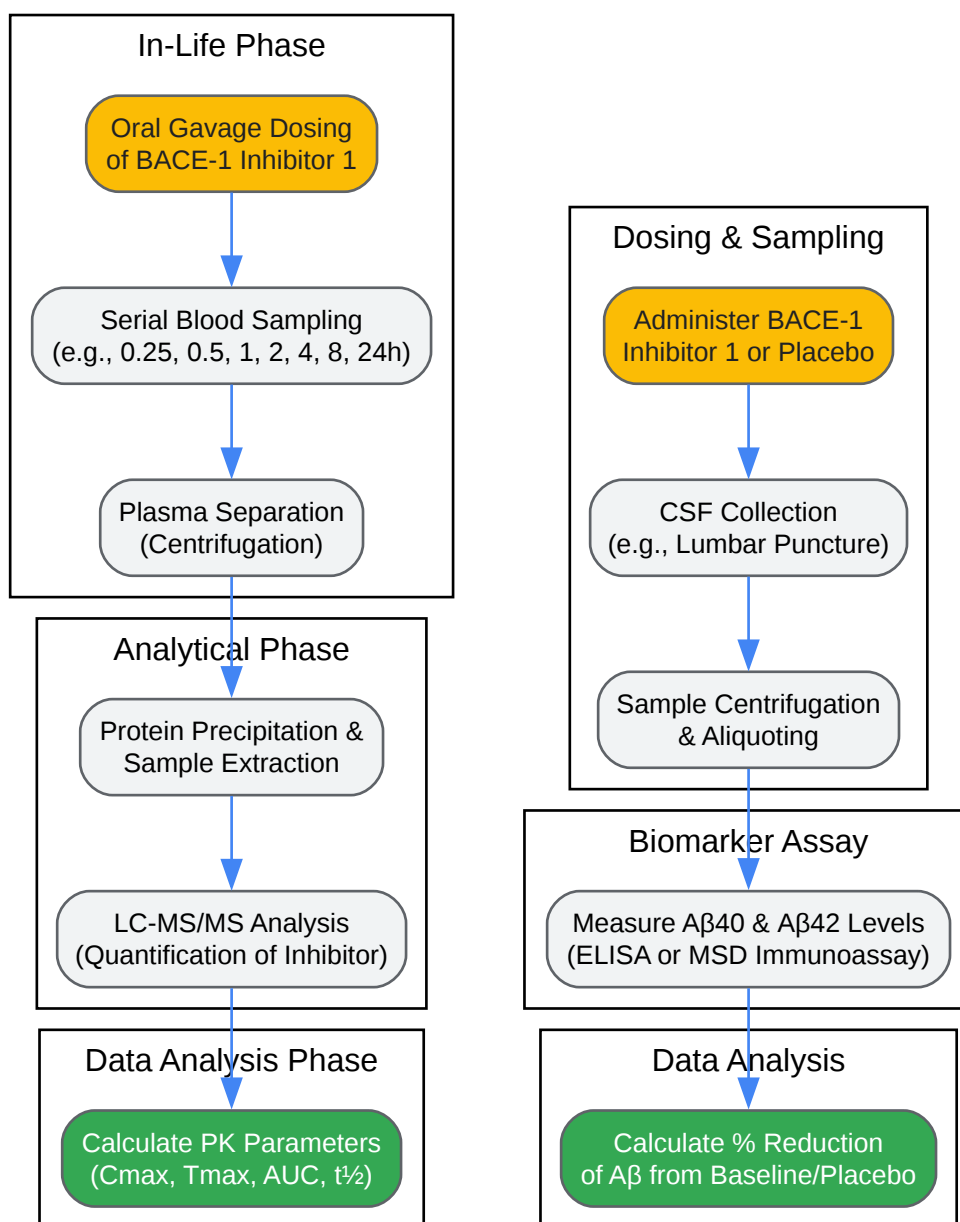 In-Life Phase
Oral Gavage Dosing
of BACE-1 Inhibitor 1
Serial Blood Sampling
(e.g., 0.25, 0.5, 1, 2, 4, 8, 24h)
Plasma Separation
(Centrifugation)
Analytical Phase
Protein Precipitation &
Sample Extraction
LC-MS/MS Analysis
(Quantification of Inhibitor)
Data Analysis Phase
Calculate PK Parameters
(Cmax, Tmax, AUC, t½)
Dosing & Sampling
Administer BACE-1
Inhibitor 1 or Placebo
CSF Collection
(e.g., Lumbar Puncture)
Sample Centrifugation
& Aliquoting
Biomarker Assay
Measure Aβ40 & Aβ42 Levels
(ELISA or MSD Immunoassay)
Data Analysis
Calculate % Reduction
of Aβ from Baseline/Placebo